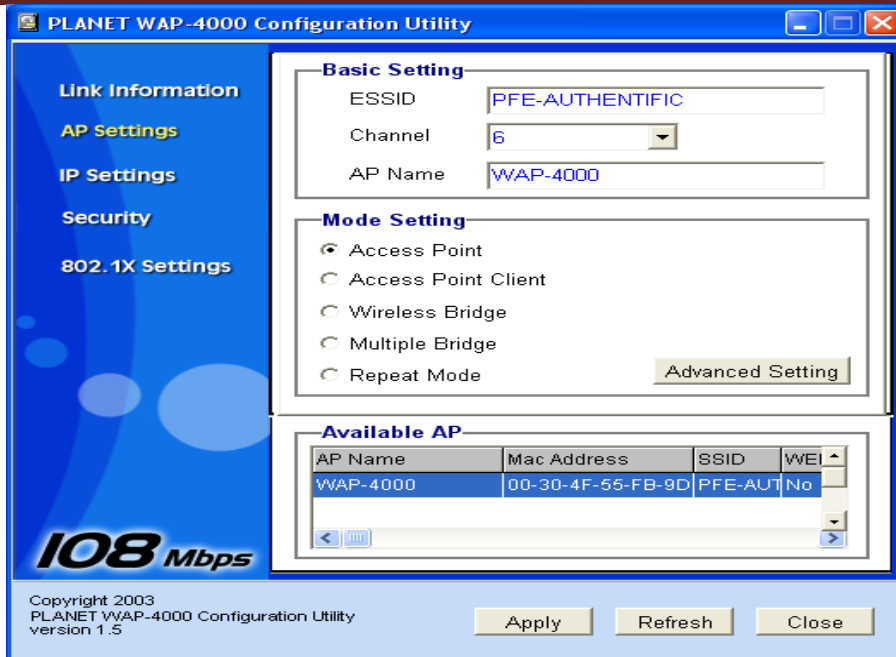 PLANET WAP-4000 Configuration Utility
Link Information
AP Settings
IP Settings
Security
802.1X Settings
Basic Setting
ESSID PFE-AUTHENTIFIC
Channel 6
AP Name WAP-4000
Mode Setting
Access Point
Access Point Client
Wireless Bridge
Multiple Bridge
Repeat Mode
Advanced Setting
Available AP
AP Name Mac Address SSID WEI
WAP-4000 00-30-4F-55-FB-9D PFE-AUT No
108 Mbps
Copyright 2003
PLANET WAP-4000 Configuration Utility
version 1.5
Apply Refresh Close